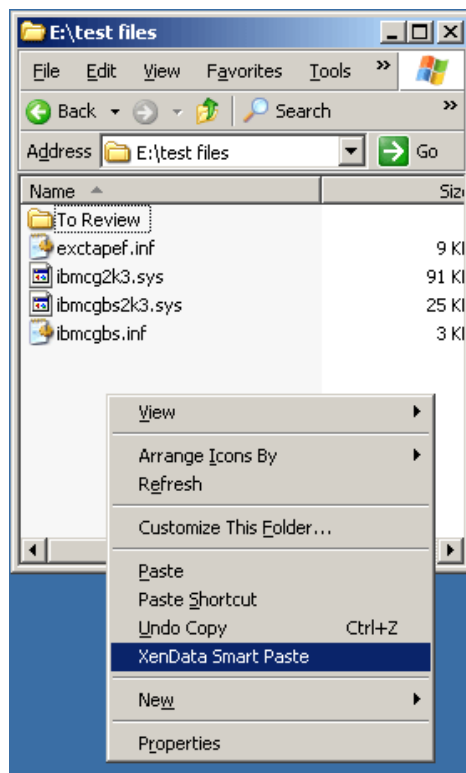 E:\test files
File Edit View Favorites Tools »
Back Search »
Address E:\test files Go
Name Siz
To Review
exctapef.inf 9 K
ibmcg2k3.sys 91 K
ibmcgbs2k3.sys 25 K
ibmcgbs.inf 3 K
View
Arrange Icons By
Refresh
Customize This Folder...
Paste
Paste Shortcut
Undo Copy Ctrl+Z
XenData Smart Paste
New
Properties